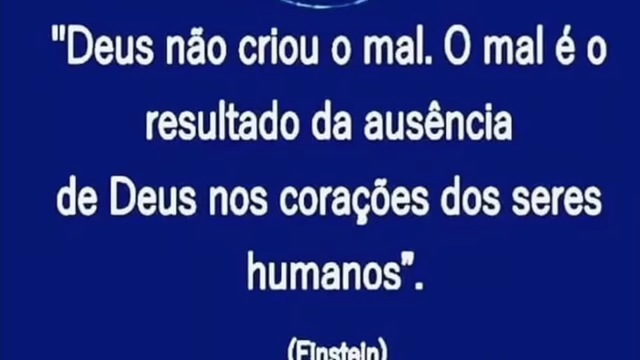 "Deus não criou o mal. O mal é o
resultado da ausência
de Deus nos corações dos seres
humanos”.
(Einstein)